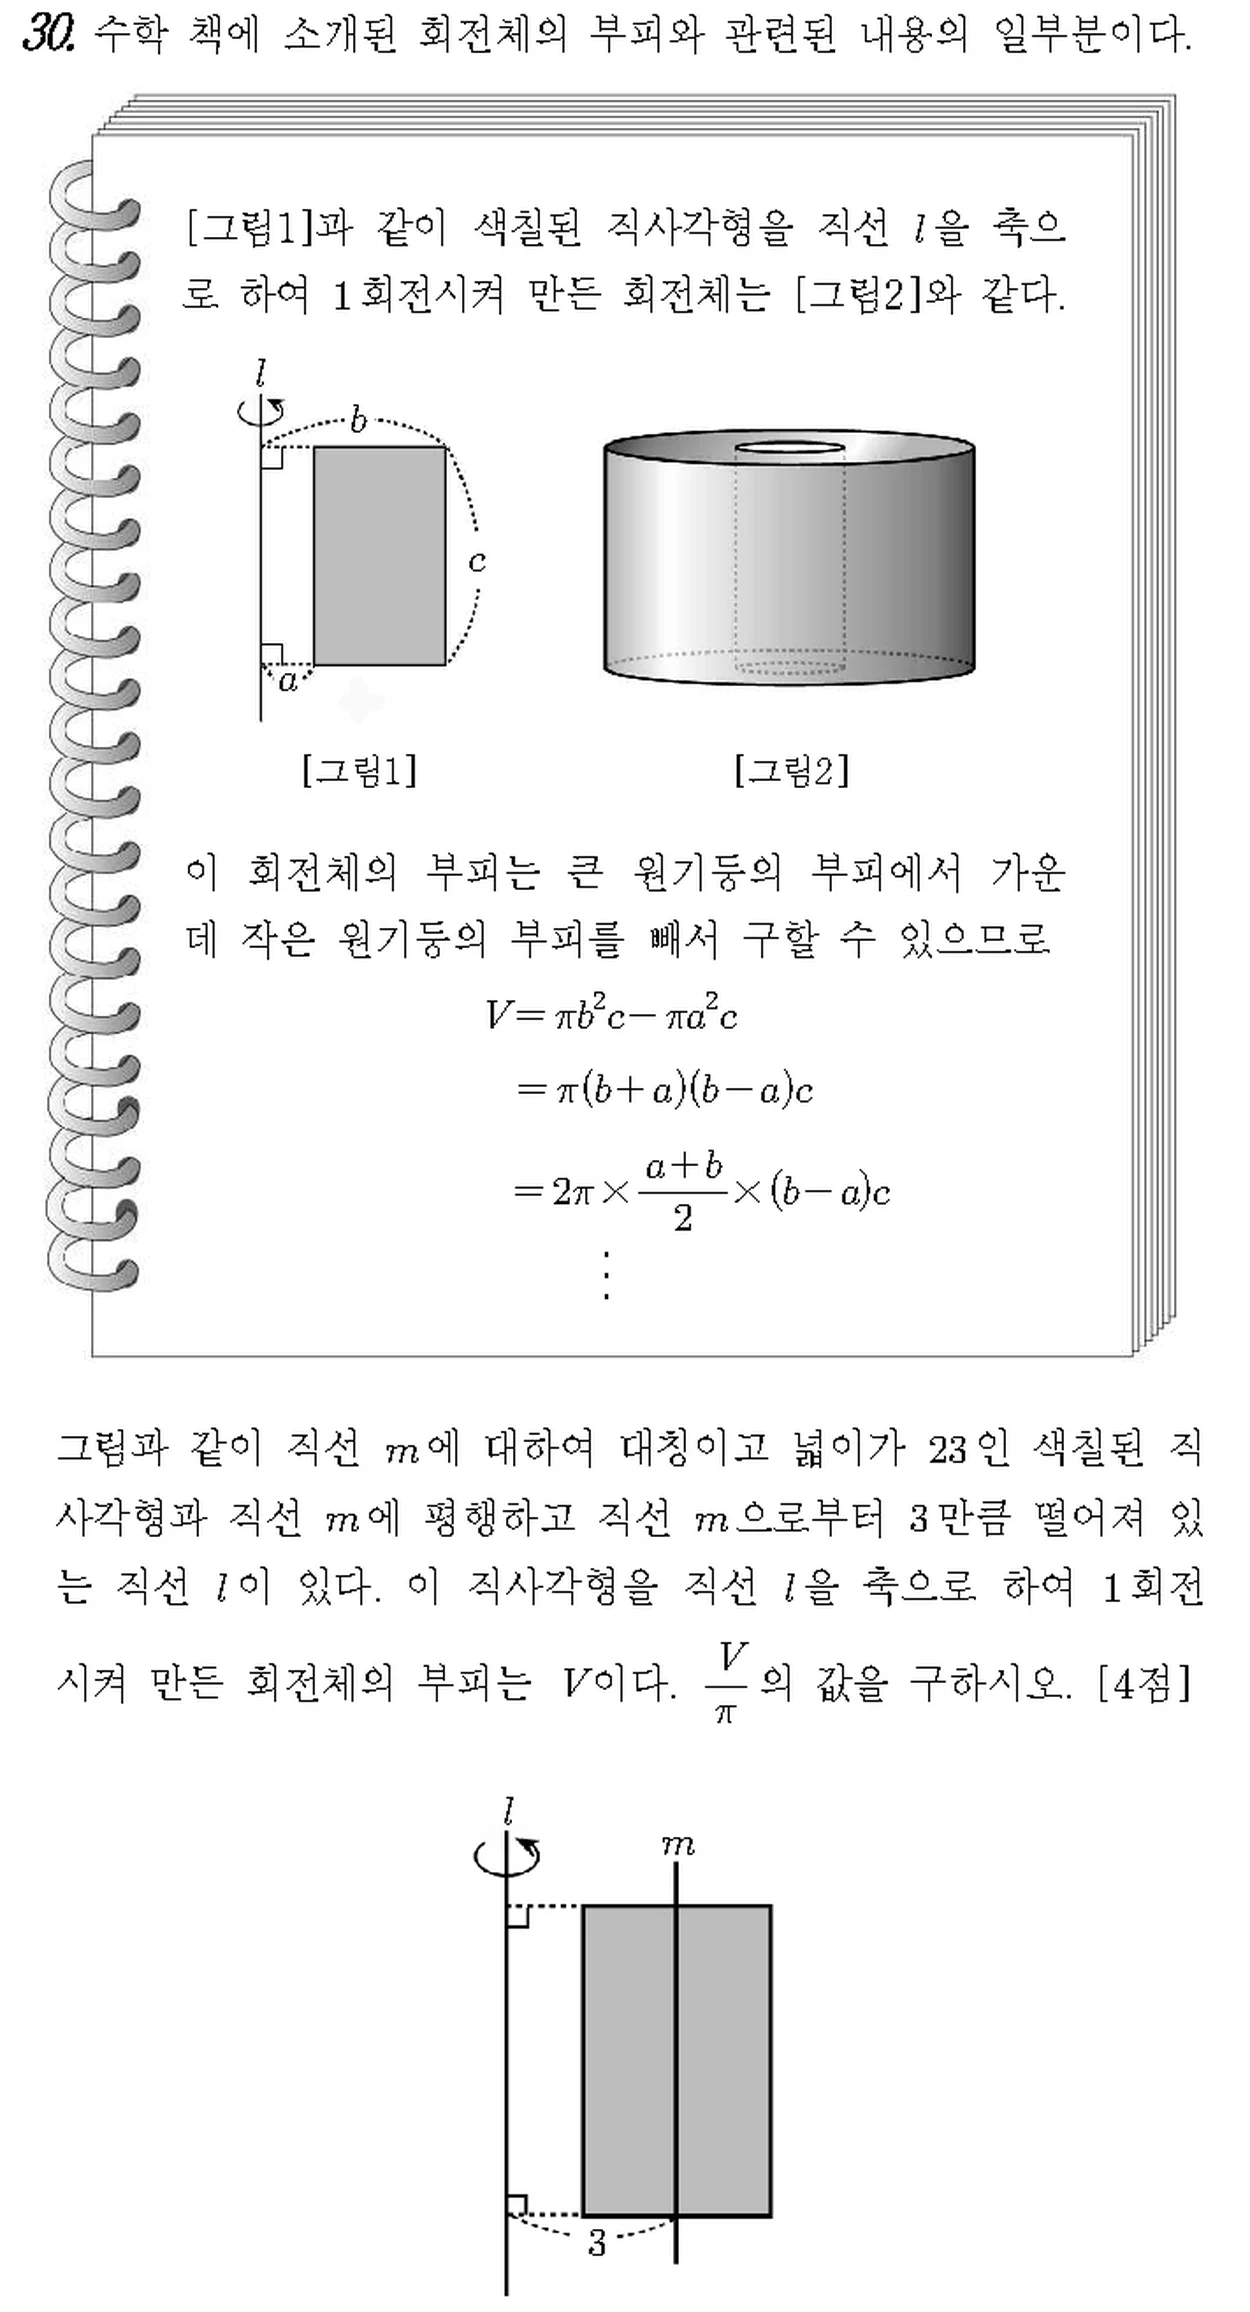 30. 수학 책에 소개된 회전체의 부피와 관련된 내용의 일부분이다.
[그림1]과 같이 색칠된 직사각형을 직선 l을 축으
로 하여 1회전시켜 만든 회전체는 [그림2]와 같다.
l
b
c
a
[그림1]
[그림2]
이 회전체의 부피는 큰 원기둥의 부피에서 가운
데 작은 원기둥의 부피를 빼서 구할 수 있으므로
V= πb²c− πa²c
= π(b+a)(b−a)c
= 2π × (a+b)/2 × (b−a)c
⋮
그림과 같이 직선 m에 대하여 대칭이고 넓이가 23인 색칠된 직
사각형과 직선 m에 평행하고 직선 m으로부터 3만큼 떨어져 있
는 직선 l이 있다. 이 직사각형을 직선 l을 축으로 하여 1회전
시켜 만든 회전체의 부피는 V이다. V/π의 값을 구하시오. [4점]
l
m
3